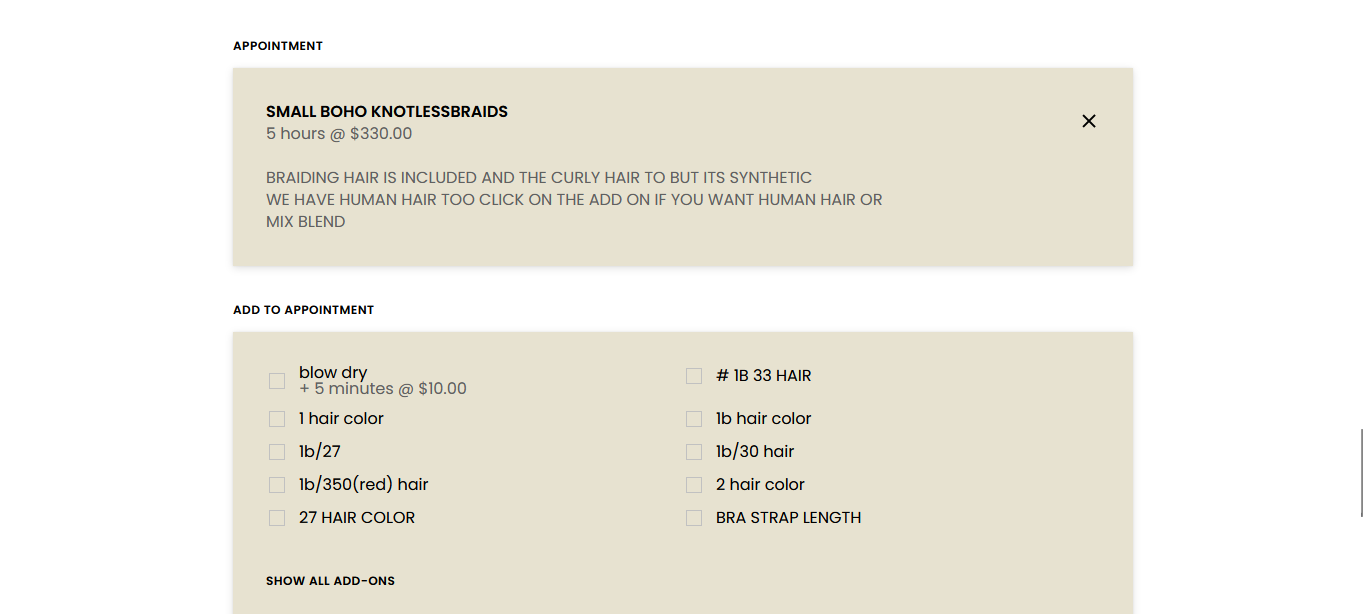 APPOINTMENT
SMALL BOHO KNOTLESSBRAIDS
5 hours @ $330.00
BRAIDING HAIR IS INCLUDED AND THE CURLY HAIR TO BUT ITS SYNTHETIC
WE HAVE HUMAN HAIR TOO CLICK ON THE ADD ON IF YOU WANT HUMAN HAIR OR
MIX BLEND
ADD TO APPOINTMENT
blow dry
+ 5 minutes @ $10.00
# 1B 33 HAIR
1 hair color
1b hair color
1b/27
1b/30 hair
1b/350(red) hair
2 hair color
27 HAIR COLOR
BRA STRAP LENGTH
SHOW ALL ADD-ONS